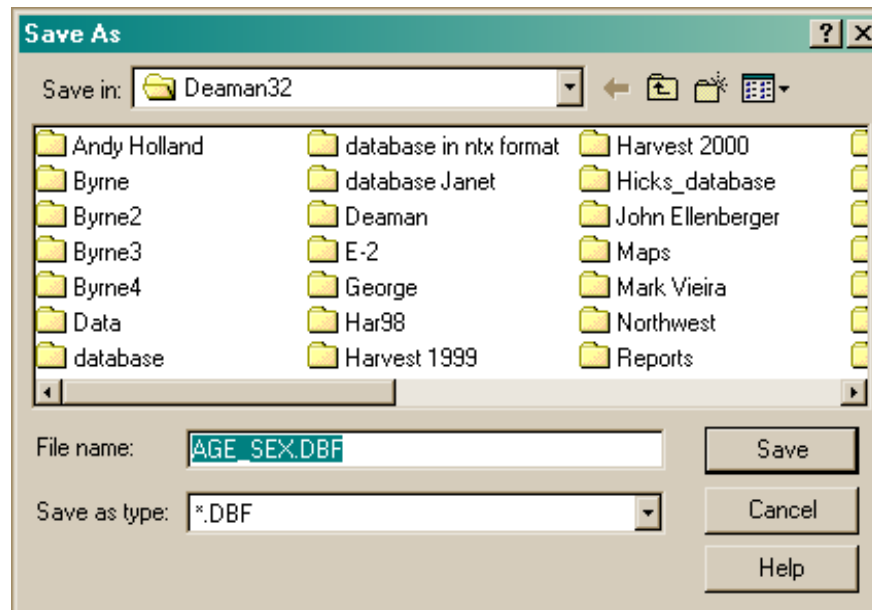 Save As
Save in: Deaman32
Andy Holland database in ntx format Harvest 2000
Byrne database Janet Hicks_database
Byrne2 Deaman John Ellenberger
Byrne3 E-2 Maps
Byrne4 George Mark Vieira
Data Har98 Northwest
database Harvest 1999 Reports
File name: AGE_SEX.DBF Save
Save as type: *.DBF Cancel
Help